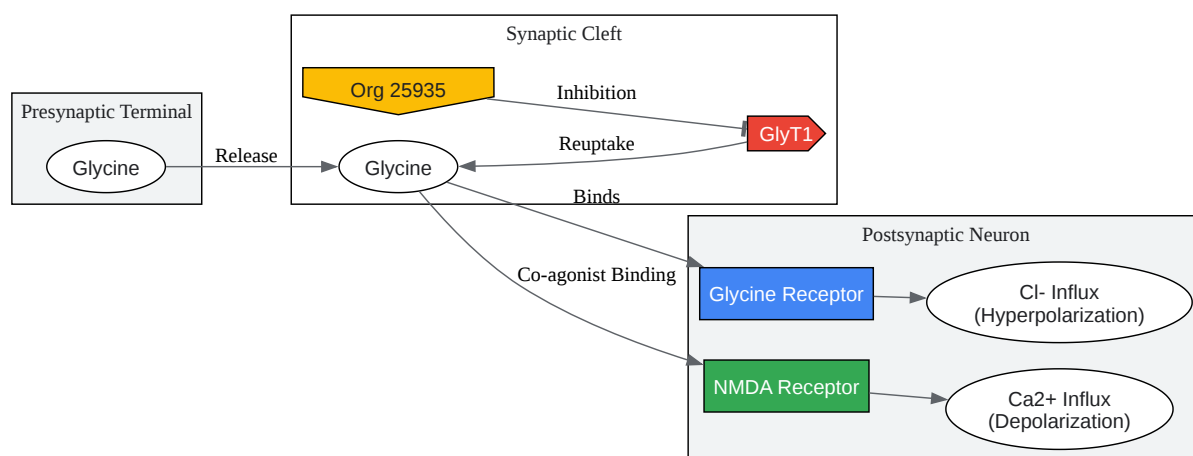 Synaptic Cleft
Org 25935
Inhibition
Presynaptic Terminal
GlyT1
Reuptake
Release
Glycine
Glycine
Binds
Postsynaptic Neuron
Co-agonist Binding
Glycine Receptor
Cl- Influx
(Hyperpolarization)
NMDA Receptor
Ca2+ Influx
(Depolarization)